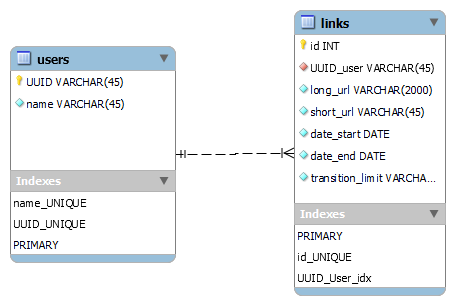 users
UUID VARCHAR(45)
name VARCHAR(45)
Indexes
name_UNIQUE
UUID_UNIQUE
PRIMARY
links
id INT
UUID_user VARCHAR(45)
long_url VARCHAR(2000)
short_url VARCHAR(45)
date_start DATE
date_end DATE
transition_limit VARCHA...
Indexes
PRIMARY
id_UNIQUE
UUID_User_idx